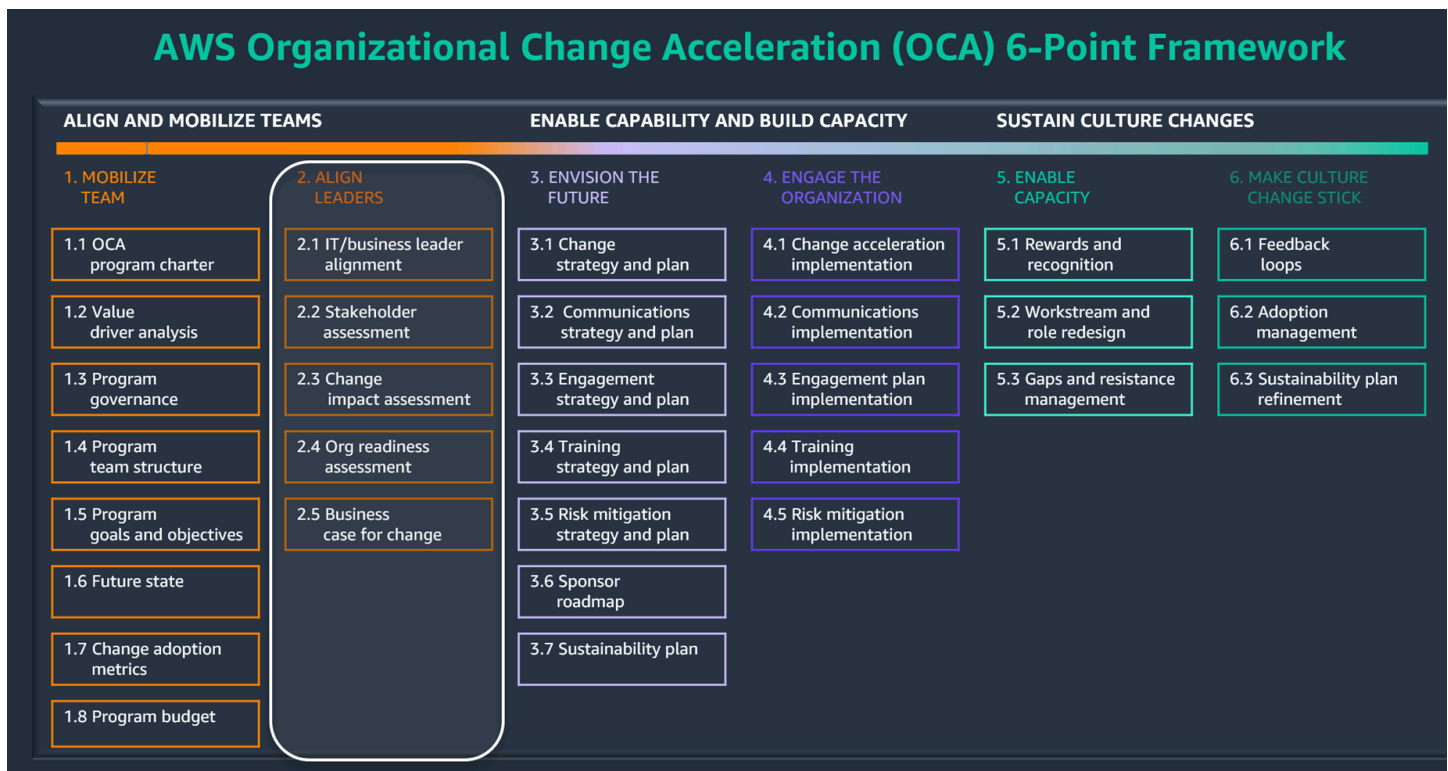 AWS Organizational Change Acceleration (OCA) 6-Point Framework
ALIGN AND MOBILIZE TEAMS
ENABLE CAPABILITY AND BUILD CAPACITY
SUSTAIN CULTURE CHANGES
1. MOBILIZE
TEAM
1.1 OCA
program charter
1.2 Value
driver analysis
1.3 Program
governance
1.4 Program
team structure
1.5 Program
goals and objectives
1.6 Future state
1.7 Change adoption
metrics
1.8 Program budget
2. ALIGN
LEADERS
2.1 IT/business leader
alignment
2.2 Stakeholder
assessment
2.3 Change
impact assessment
2.4 Org readiness
assessment
2.5 Business
case for change
3. ENVISION THE
FUTURE
3.1 Change
strategy and plan
3.2 Communications
strategy and plan
3.3 Engagement
strategy and plan
3.4 Training
strategy and plan
3.5 Risk mitigation
strategy and plan
3.6 Sponsor
roadmap
3.7 Sustainability plan
4. ENGAGE THE
ORGANIZATION
4.1 Change acceleration
implementation
4.2 Communications
implementation
4.3 Engagement plan
implementation
4.4 Training
implementation
4.5 Risk mitigation
implementation
5. ENABLE
CAPACITY
5.1 Rewards and
recognition
5.2 Workstream and
role redesign
5.3 Gaps and resistance
management
6. MAKE CULTURE
CHANGE STICK
6.1 Feedback
loops
6.2 Adoption
management
6.3 Sustainability plan
refinement